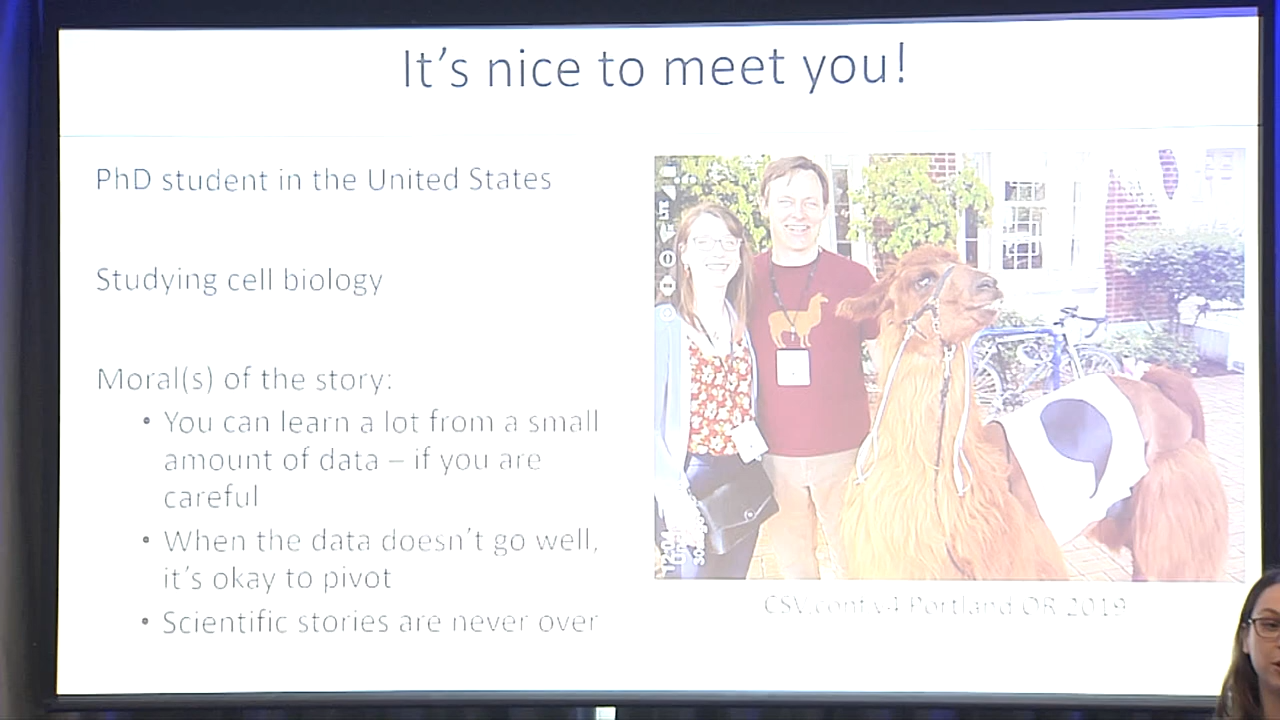 It's nice to meet you!
PhD student in the United States
Studying cell biology
Moral(s) of the story:
• You can learn a lot from a small
amount of data – if you are
careful
• When the data doesn't go well,
it's okay to pivot
• Scientific stories are never over
CSV,conf v4 Portland OR 2019